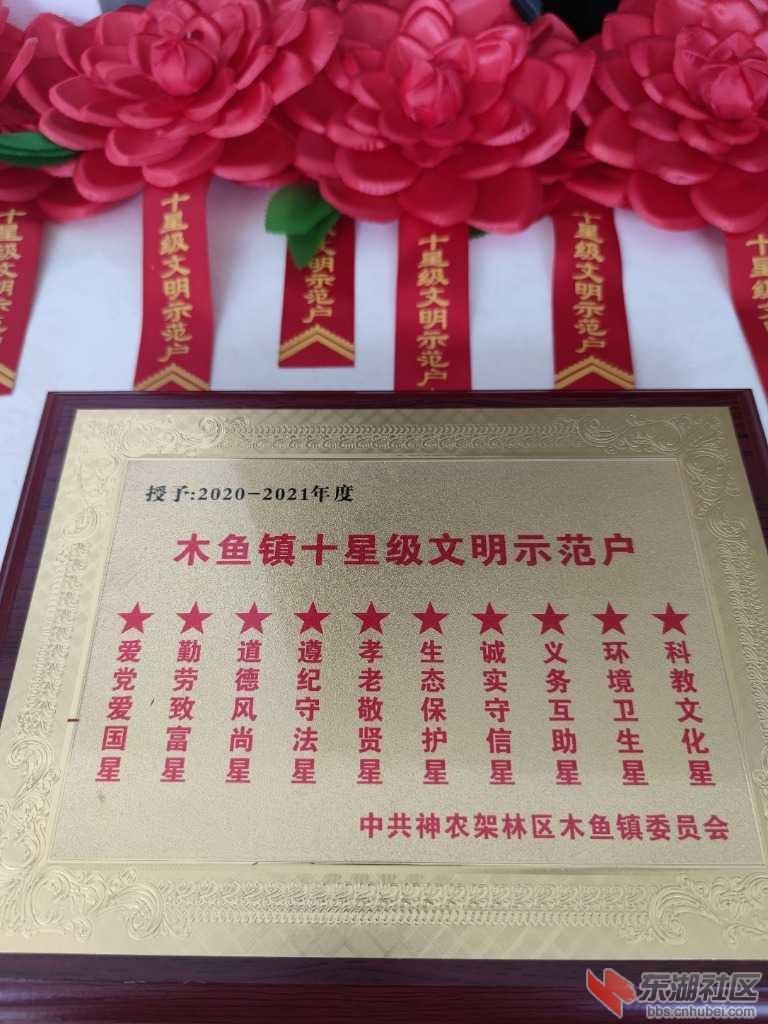 十星级文
十星级文明示范户
明示范户
十星级文明示范户
十星级文明示范户
十星级文
授予:2020-2021年度
木鱼镇十星级文明示范户
爱党爱国星
勤劳致富星
道德风尚星
遵纪守法星
孝老敬贤星
生态保护星
诚实守信星
义务互助星
环境卫生星
科教文化星
中共神农架林区木鱼镇委员会
东湖社区
bbs.cnhubei.com